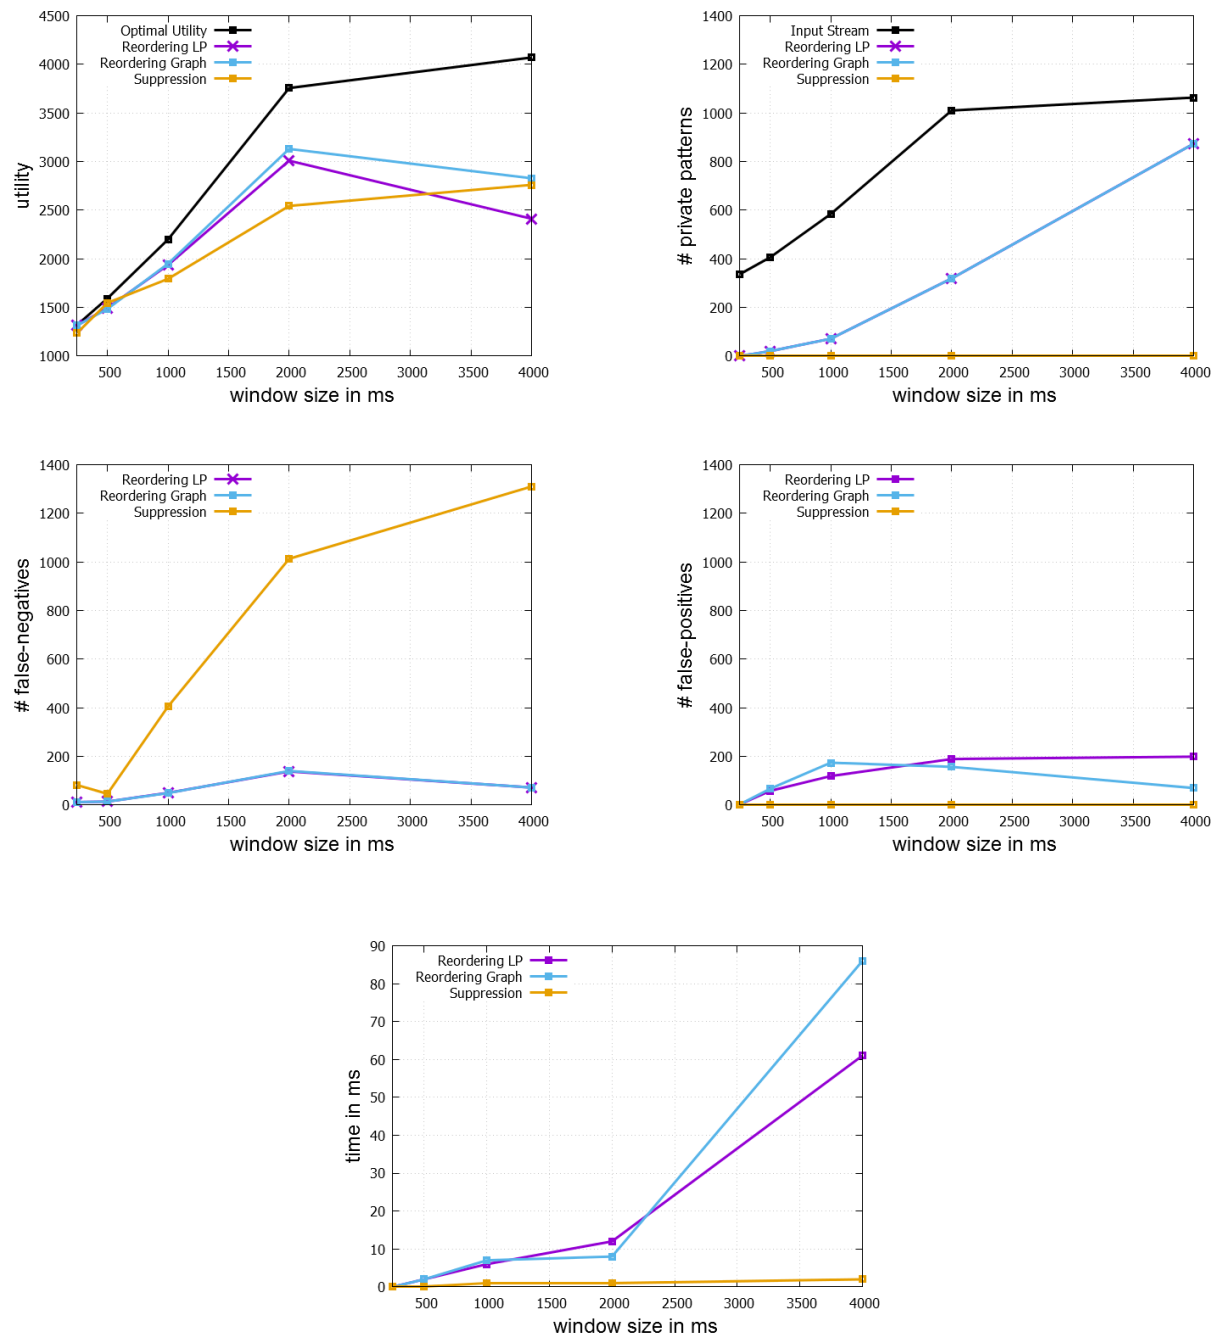 4500
4000
3500
3000
2500
2000
1500
1000
utility
Optimal Utility
Reordering LP
Reordering Graph
Suppression
500 1000 1500 2000 2500 3000 3500 4000
window size in ms
1400
1200
1000
800
600
400
200
0
# private patterns
Input Stream
Reordering LP
Reordering Graph
Suppression
500 1000 1500 2000 2500 3000 3500 4000
window size in ms
1400
1200
1000
800
600
400
200
0
# false-negatives
Reordering LP
Reordering Graph
Suppression
500 1000 1500 2000 2500 3000 3500 4000
window size in ms
1400
1200
1000
800
600
400
200
0
# false-positives
Reordering LP
Reordering Graph
Suppression
500 1000 1500 2000 2500 3000 3500 4000
window size in ms
90
80
70
60
50
40
30
20
10
0
time in ms
Reordering LP
Reordering Graph
Suppression
500 1000 1500 2000 2500 3000 3500 4000
window size in ms